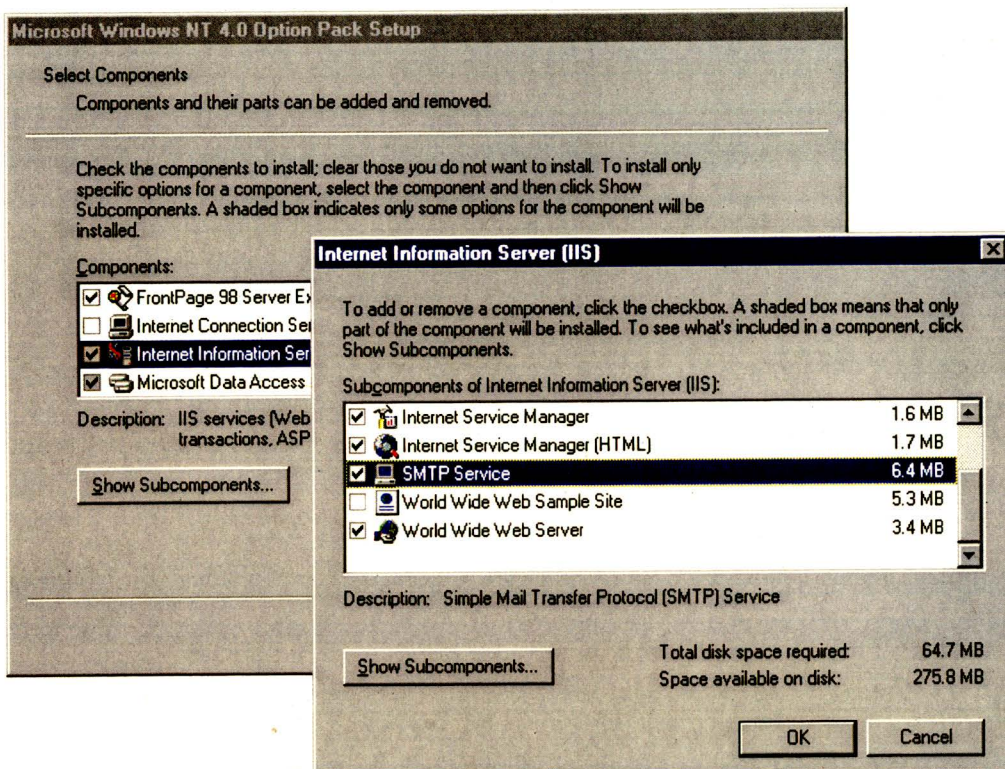 Microsoft Windows NT 4.0 Option Pack Setup
Select Components
Components and their parts can be added and removed.
Check the components to install; clear those you do not want to install. To install only
specific options for a component, select the component and then click Show
Subcomponents. A shaded box indicates only some options for the component will be
installed.
Components:
FrontPage 98 Server
Internet Connection
Internet Information
Microsoft Data Access
Description: IIS services (Web
transactions, ASP
Show Subcomponents...
Internet Information Server (IIS)
To add or remove a component, click the checkbox. A shaded box means that only
part of the component will be installed. To see what's included in a component, click
Show Subcomponents.
Subcomponents of Internet Information Server (IIS):
Internet Service Manager 1.6 MB
Internet Service Manager (HTML) 1.7 MB
SMTP Service 6.4 MB
World Wide Web Sample Site 5.3 MB
World Wide Web Server 3.4 MB
Description: Simple Mail Transfer Protocol (SMTP) Service
Show Subcomponents...
Total disk space required: 64.7 MB
Space available on disk: 275.8 MB
OK
Cancel